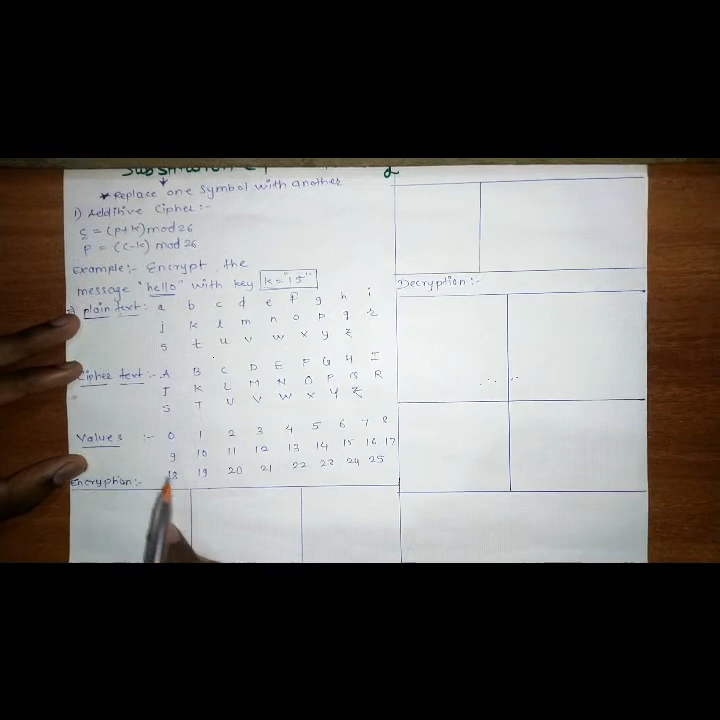 * Replace one symbol with another
1) Additive Cipher:-
C = (P+k) mod 26
P = (C-k) mod 26
Example:- Encrypt the
message "hello" with key k="15"
plain text: a b c d e f g h i
j k l m n o p q r
s t u v w x y z
Cipher text:- A B C D E F G H I
J K L M N O P Q R
S T U V W X Y Z
Values :- 0 1 2 3 4 5 6 7 8
9 10 11 12 13 14 15 16 17
18 19 20 21 22 23 24 25
Encryption:-
Decryption:-